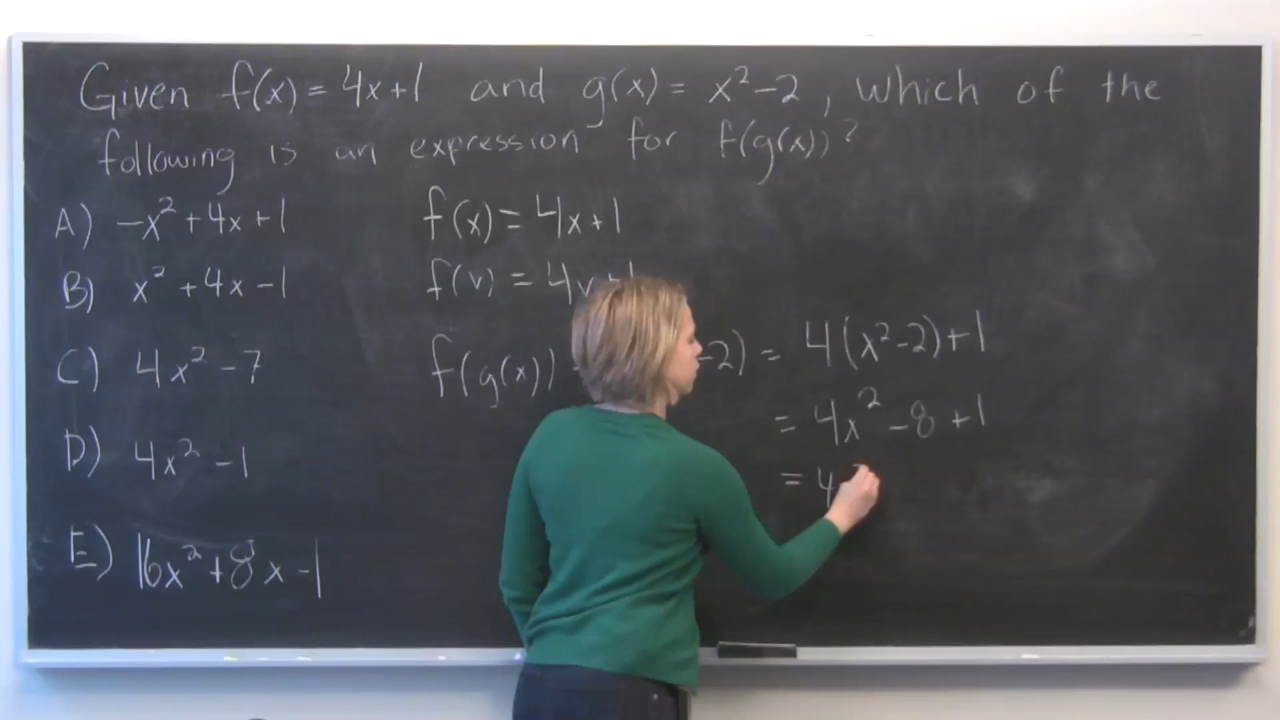 Given f(x) = 4x+1 and g(x) = x²-2, which of the
following is an expression for f(g(x))?
A) -x²+4x+1
B) x²+4x-1
C) 4x²-7
D) 4x²-1
E) 16x²+8x-1
f(x) = 4x+1
f(v) = 4v+1
f(g(x)) -2) = 4(x²-2)+1
= 4x²-8+1
= 4